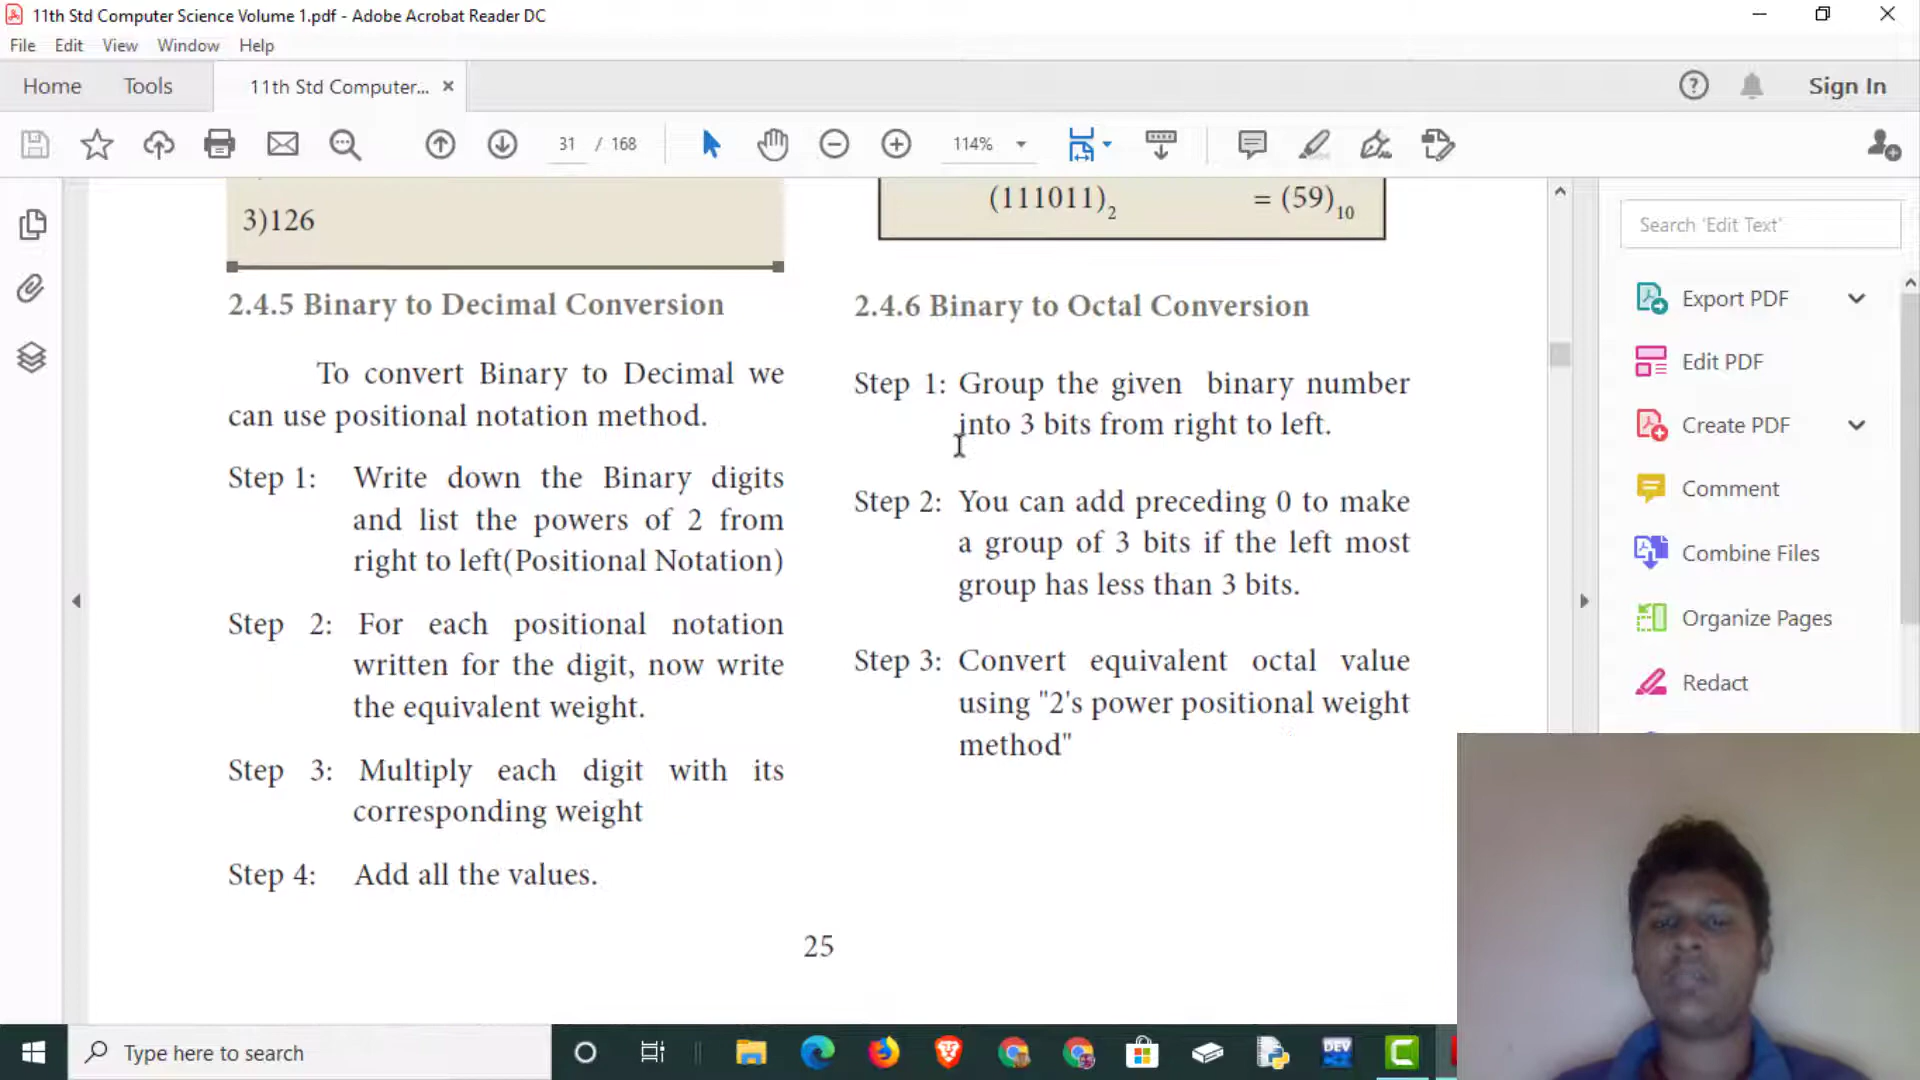 11th Std Computer Science Volume 1.pdf - Adobe Acrobat Reader DC
File Edit View Window Help
Home Tools 11th Std Computer... × Sign In
31 / 168 114%
3)126
2.4.5 Binary to Decimal Conversion
To convert Binary to Decimal we
can use positional notation method.
Step 1: Write down the Binary digits
and list the powers of 2 from
right to left(Positional Notation)
Step 2: For each positional notation
written for the digit, now write
the equivalent weight.
Step 3: Multiply each digit with its
corresponding weight
Step 4: Add all the values.
(111011)2 = (59)10
2.4.6 Binary to Octal Conversion
Step 1: Group the given binary number
into 3 bits from right to left.
Step 2: You can add preceding 0 to make
a group of 3 bits if the left most
group has less than 3 bits.
Step 3: Convert equivalent octal value
using "2's power positional weight
method"
25
Search 'Edit Text'
Export PDF
Edit PDF
Create PDF
Comment
Combine Files
Organize Pages
Redact
Type here to search
DEV